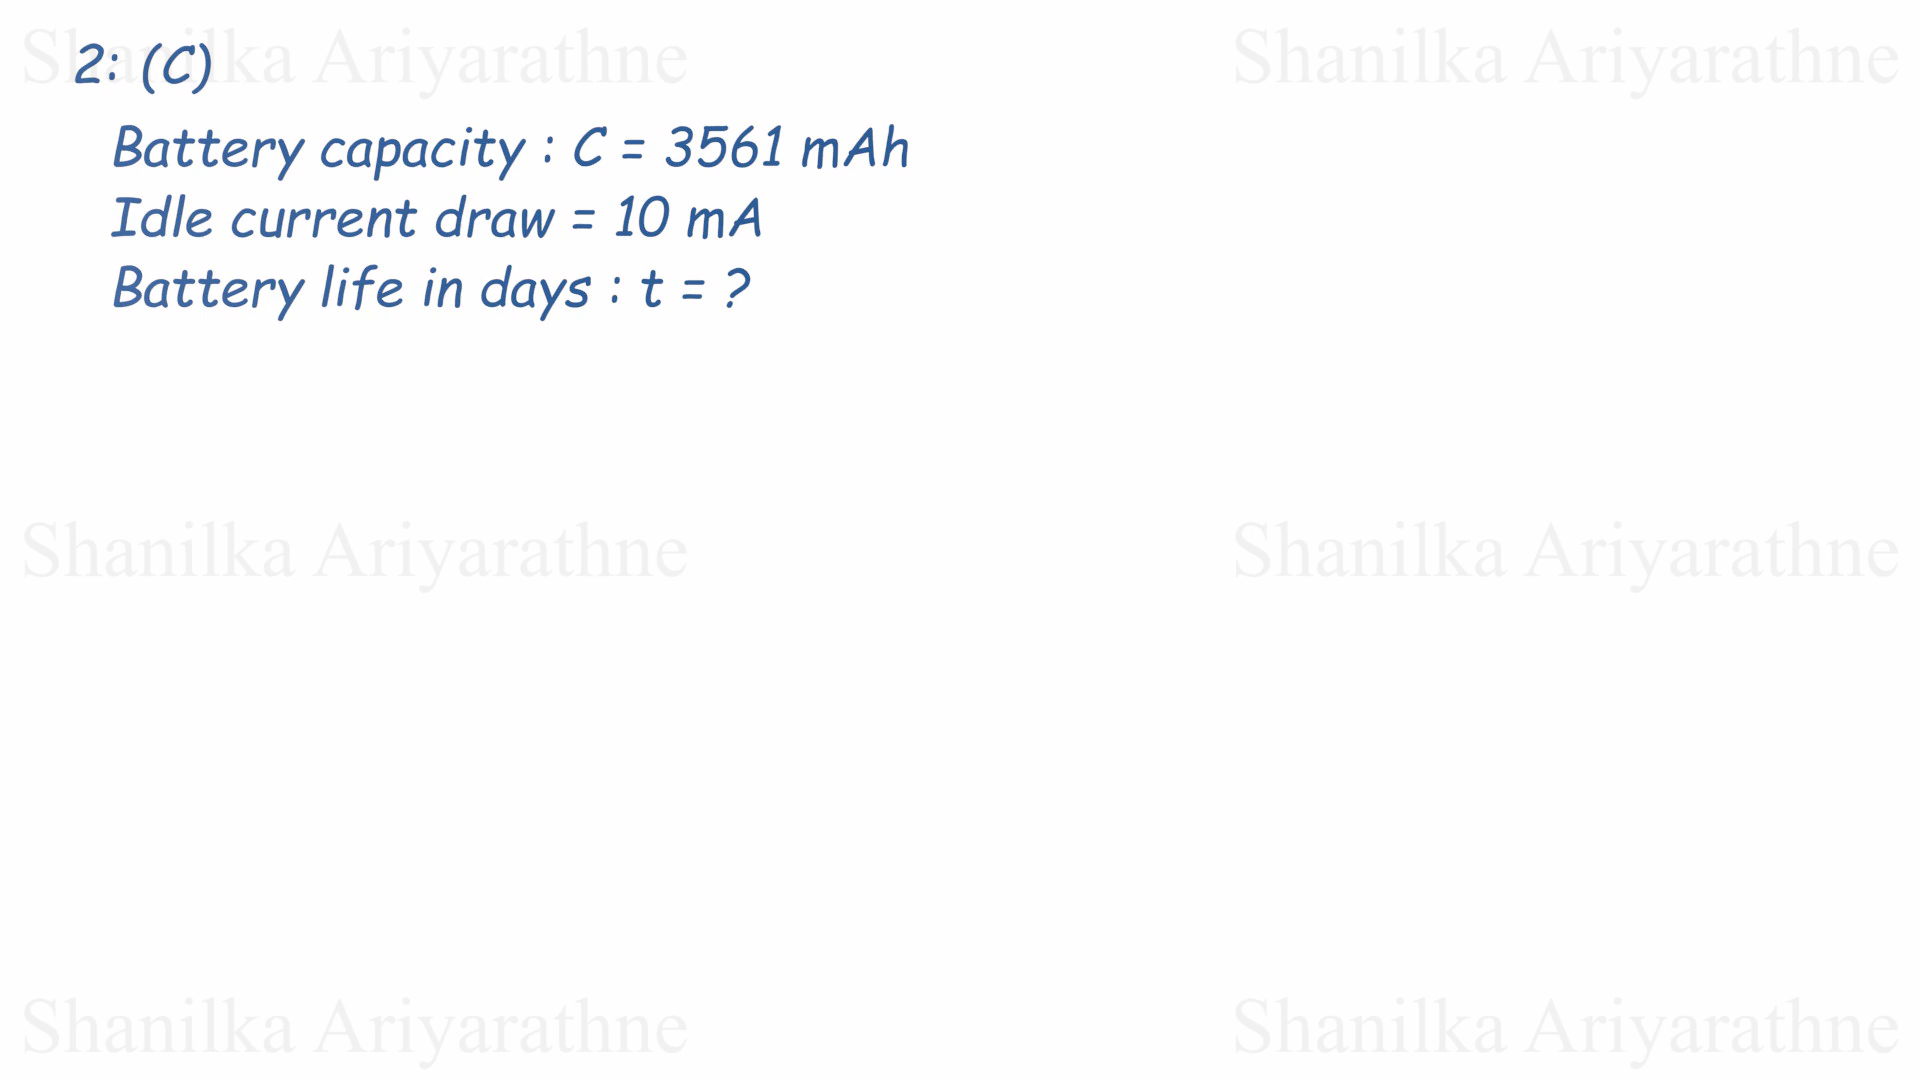 Shanilka Ariyarathne Shanilka Ariyarathne
2: (C)
Battery capacity : C = 3561 mAh
Idle current draw = 10 mA
Battery life in days : t = ?
Shanilka Ariyarathne Shanilka Ariyarathne
Shanilka Ariyarathne Shanilka Ariyarathne